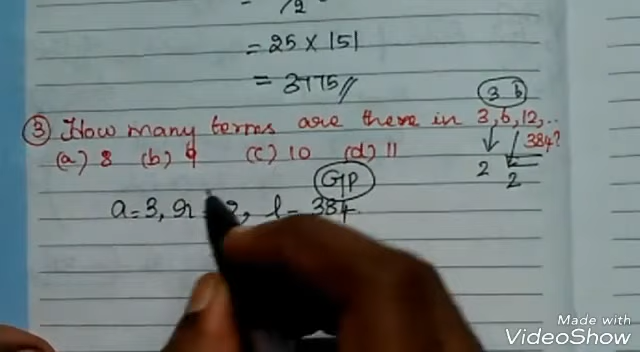 /2
= 25 × 151
= 3775//
3 6
③ How many terms are there in 3, 6, 12, ..
384?
(a) 8 (b) 9 (c) 10 (d) 11
2
2
GP
a = 3, r = 2, l = 384.
Made with
VideoShow